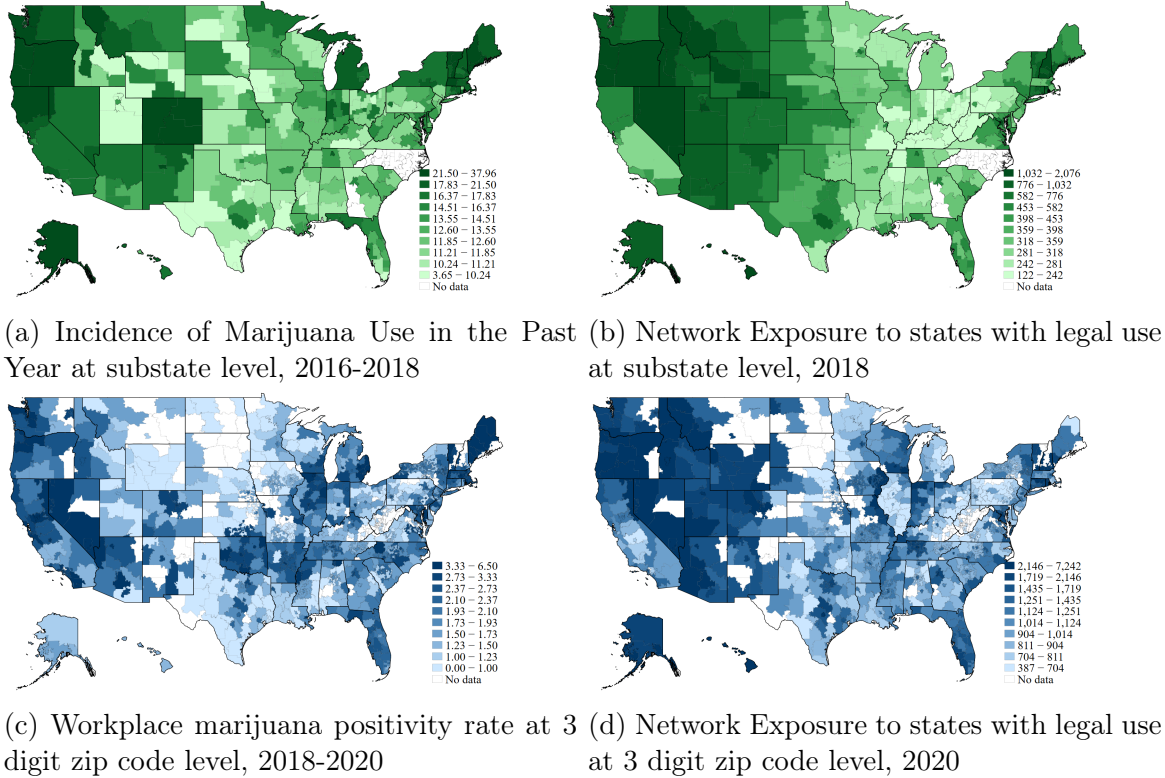 21.50 − 37.96
17.83 − 21.50
16.37 − 17.83
14.51 − 16.37
13.55 − 14.51
12.60 − 13.55
11.85 − 12.60
11.21 − 11.85
10.24 − 11.21
3.65 − 10.24
No data
1,032 − 2,076
776 − 1,032
582 − 776
453 − 582
398 − 453
359 − 398
318 − 359
281 − 318
242 − 281
122 − 242
No data
(a) Incidence of Marijuana Use in the Past
Year at substate level, 2016-2018
(b) Network Exposure to states with legal use
at substate level, 2018
3.33 − 6.50
2.73 − 3.33
2.37 − 2.73
2.10 − 2.37
1.93 − 2.10
1.73 − 1.93
1.50 − 1.73
1.23 − 1.50
1.00 − 1.23
0.00 − 1.00
No data
2,146 − 7,242
1,719 − 2,146
1,435 − 1,719
1,251 − 1,435
1,124 − 1,251
1,014 − 1,124
904 − 1,014
811 − 904
704 − 811
387 − 704
No data
(c) Workplace marijuana positivity rate at 3
digit zip code level, 2018-2020
(d) Network Exposure to states with legal use
at 3 digit zip code level, 2020